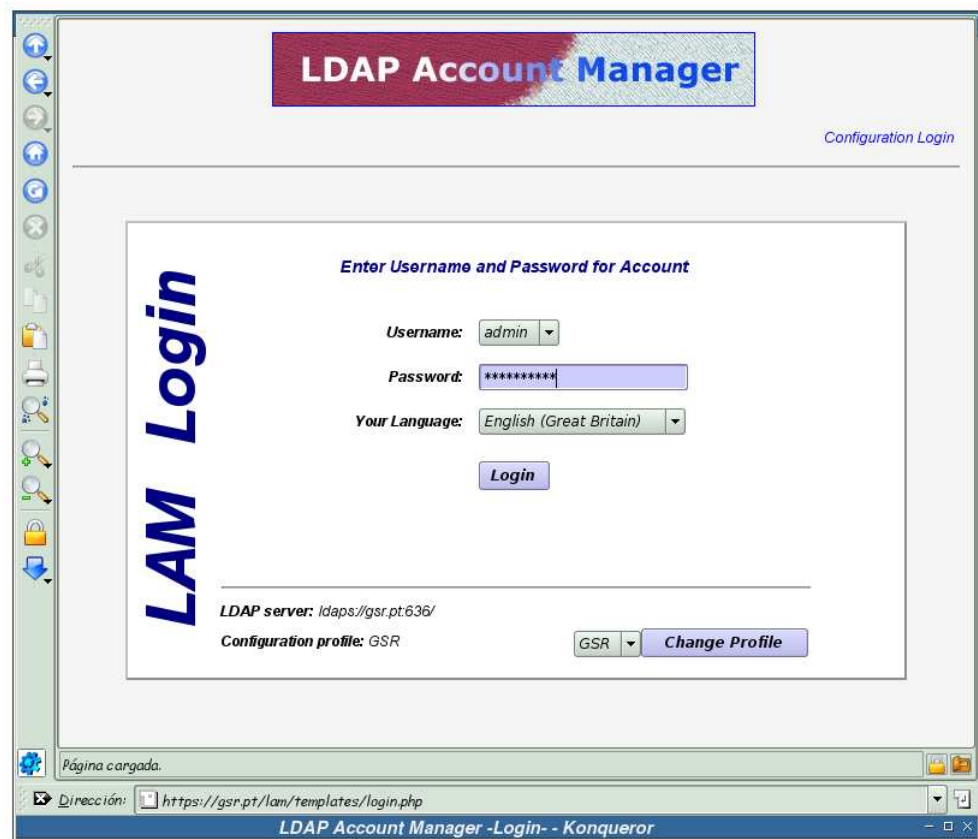 LDAP Account Manager
Configuration Login
LAM Login
Enter Username and Password for Account
Username: admin
Password: **********
Your Language: English (Great Britain)
Login
LDAP server: ldaps://gsr.pt:636/
Configuration profile: GSR
GSR Change Profile
Página cargada.
Dirección: https://gsr.pt/lam/templates/login.php
LDAP Account Manager -Login- - Konqueror